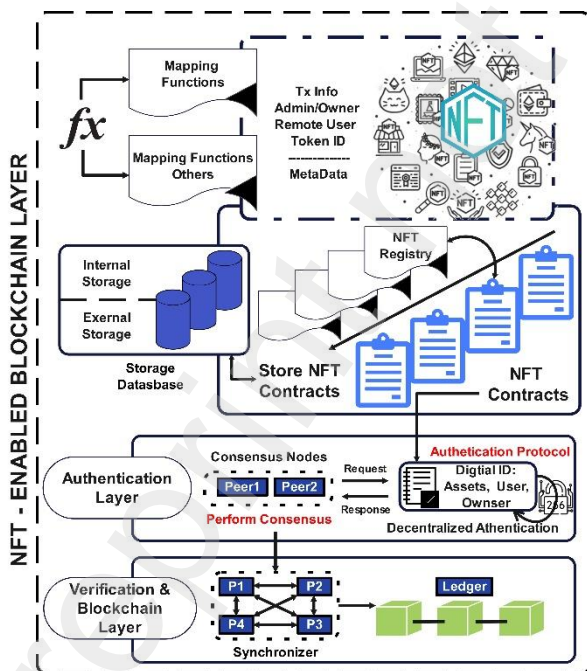 NFT - ENABLED BLOCKCHAIN LAYER
fx
Mapping
Functions
Mapping Functions
Others
Tx Info
Admin/Owner
Remote User
Token ID
----------------
MetaData
NFT
NFT
Registry
Internal
Storage
Exernal
Storage
Storage
Datasbase
Store NFT
Contracts
NFT
Contracts
Authentication
Layer
Consensus Nodes
Peer1
Peer2
Perform Consensus
Request
Response
Authetication Protocol
Digtial ID:
Assets, User,
Ownser
256
Decentralized Athentication
Verification &
Blockchain
Layer
P1
P2
P4
P3
Synchronizer
Ledger